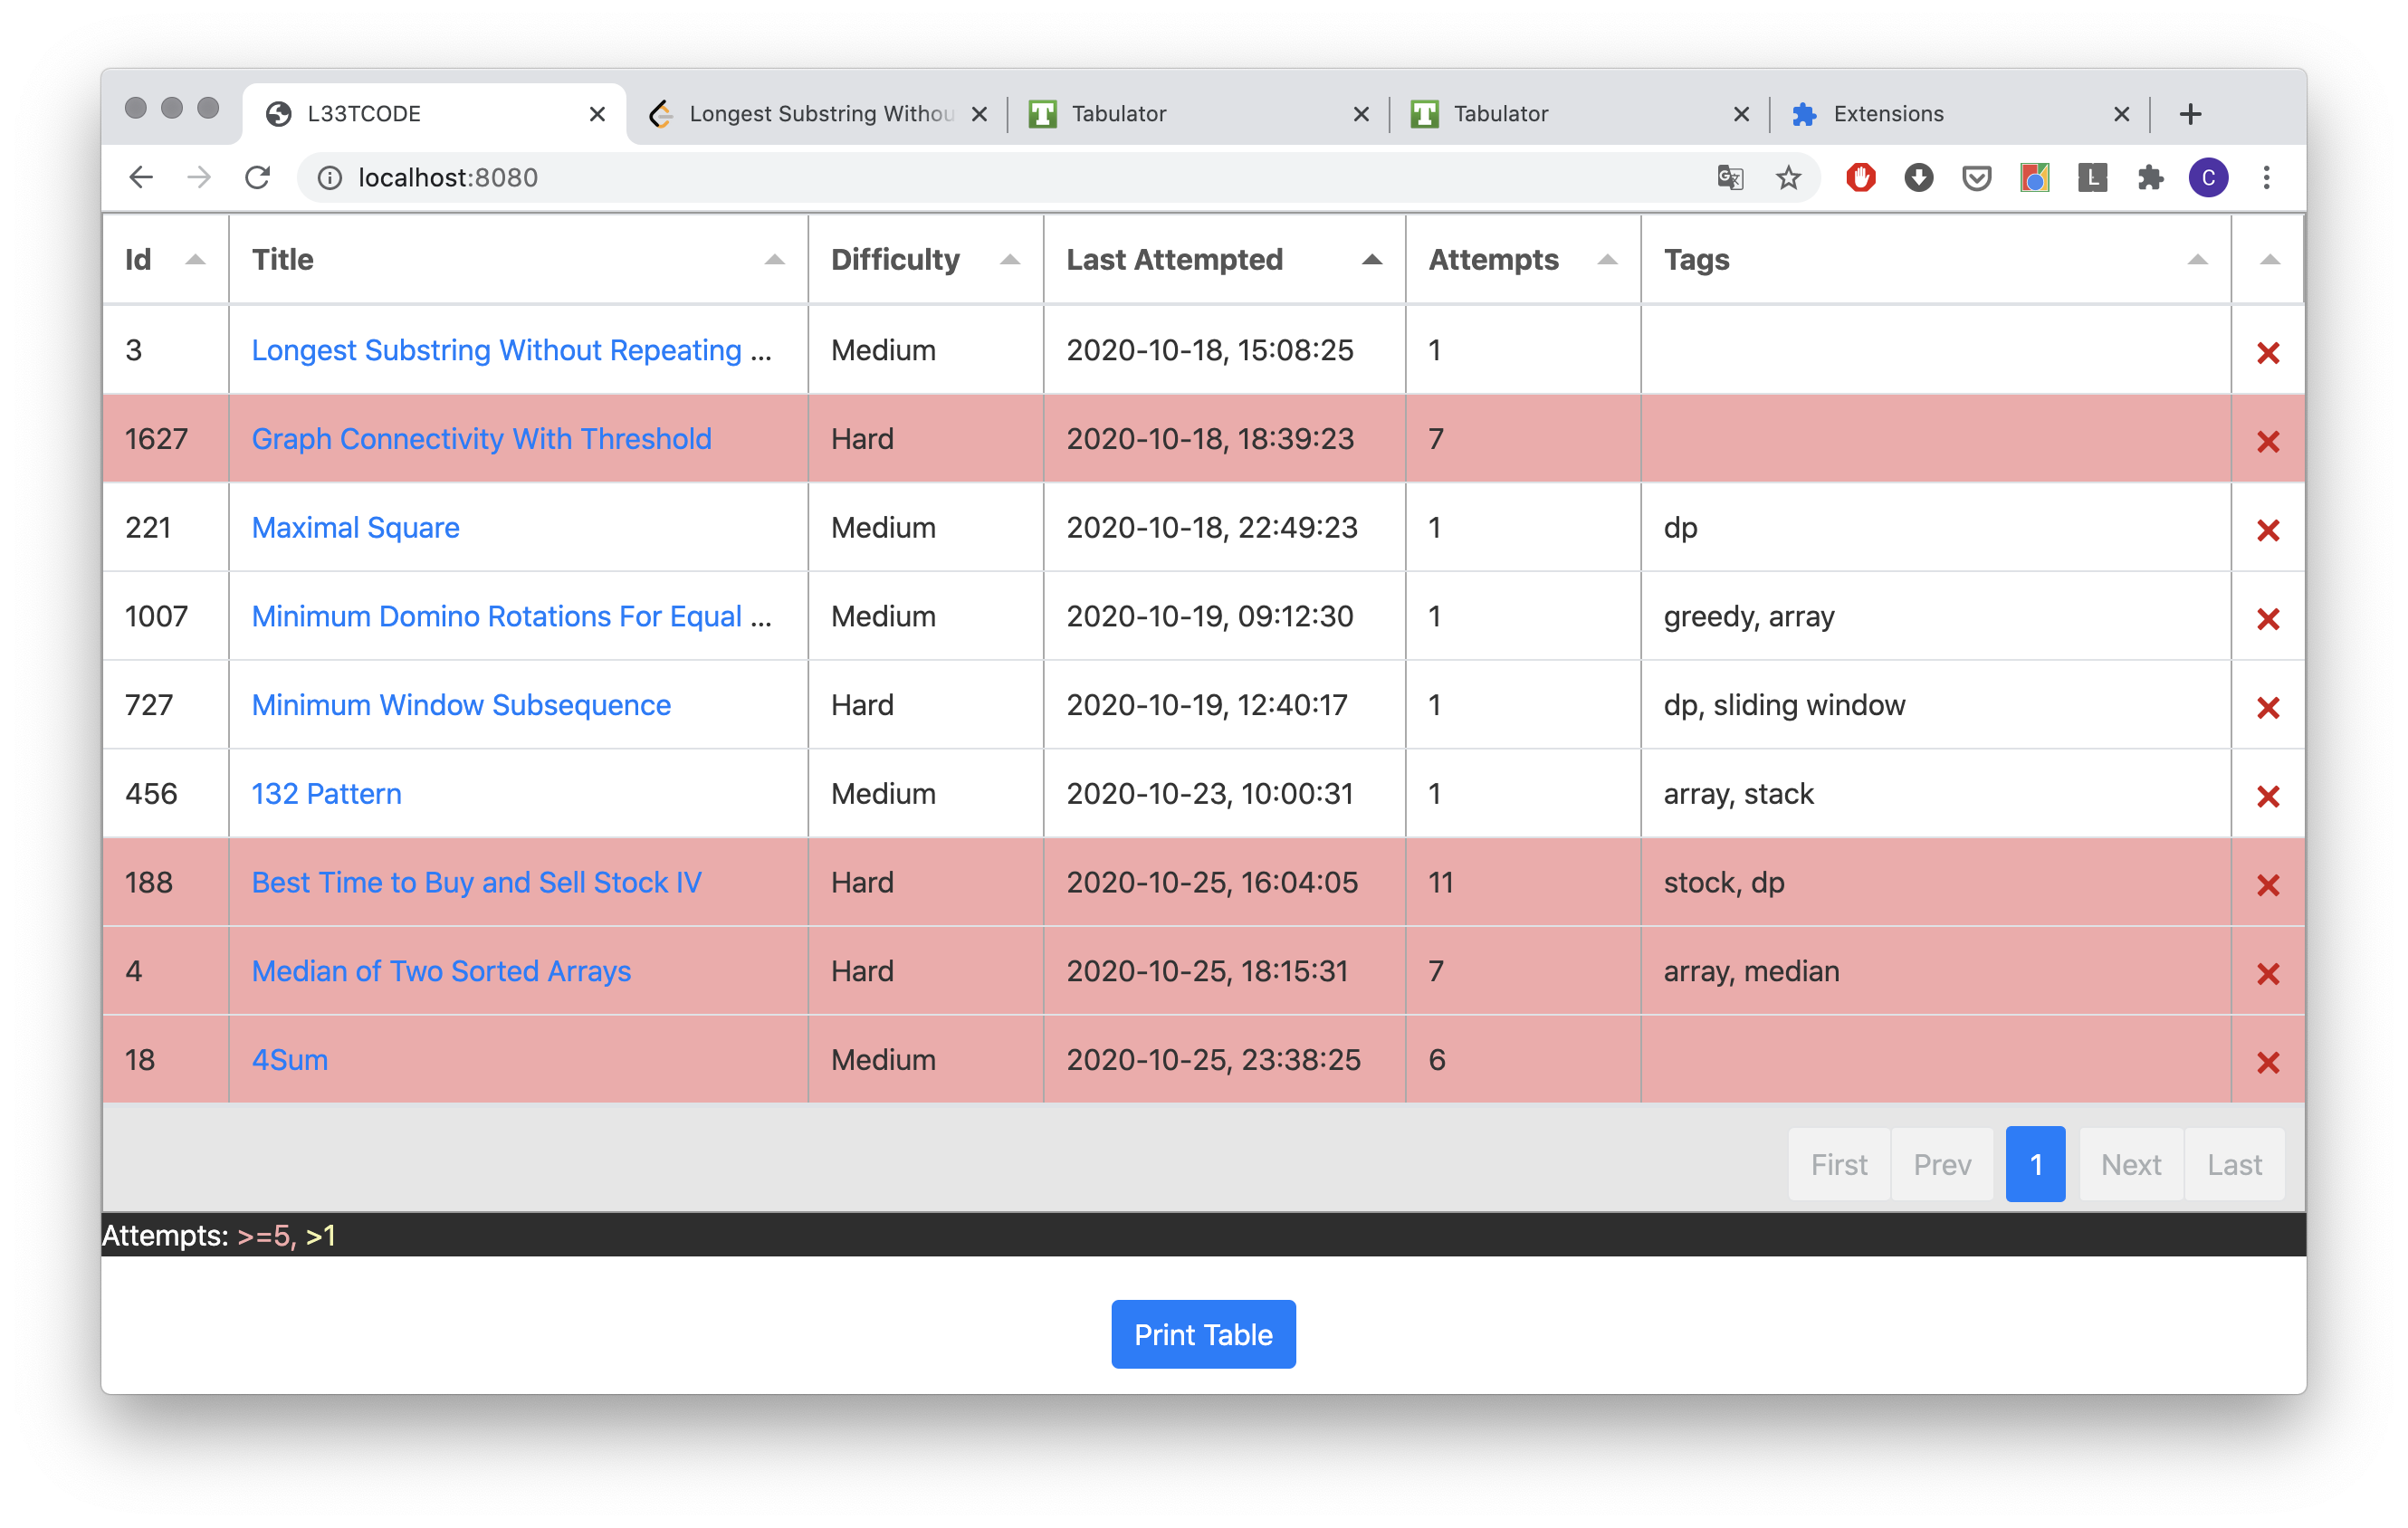 L33TCODE Longest Substring Withou Tabulator Tabulator Extensions
localhost:8080 L C
Id Title Difficulty Last Attempted Attempts Tags
3 Longest Substring Without Repeating ... Medium 2020-10-18, 15:08:25 1
1627 Graph Connectivity With Threshold Hard 2020-10-18, 18:39:23 7
221 Maximal Square Medium 2020-10-18, 22:49:23 1 dp
1007 Minimum Domino Rotations For Equal ... Medium 2020-10-19, 09:12:30 1 greedy, array
727 Minimum Window Subsequence Hard 2020-10-19, 12:40:17 1 dp, sliding window
456 132 Pattern Medium 2020-10-23, 10:00:31 1 array, stack
188 Best Time to Buy and Sell Stock IV Hard 2020-10-25, 16:04:05 11 stock, dp
4 Median of Two Sorted Arrays Hard 2020-10-25, 18:15:31 7 array, median
18 4Sum Medium 2020-10-25, 23:38:25 6
First Prev 1 Next Last
Attempts: >=5, >1
Print Table